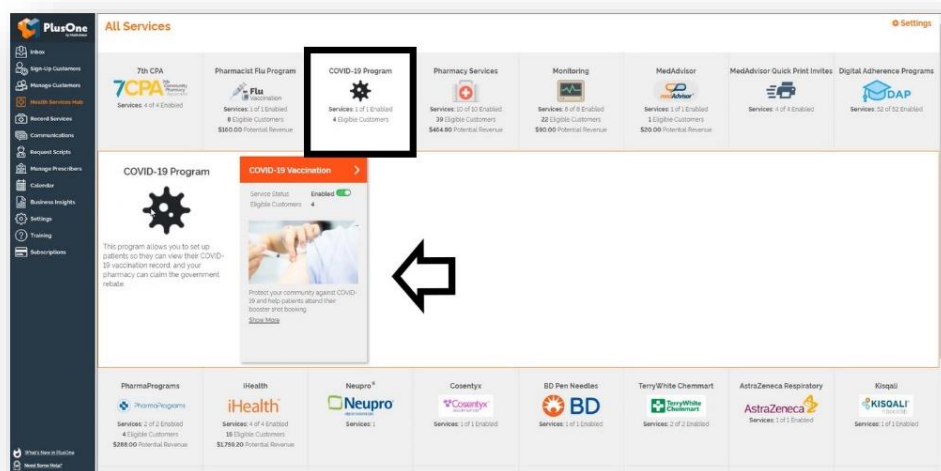 PlusOne
All Services
Settings
Inbox
Sign-Up Customers
Manage Customers
Health Services Hub
Record Services
Communications
Request Scripts
Manage Prescribers
Calendar
Business Insights
Settings
Training
Subscriptions
What's New in PlusOne
Need Some Help?
7th CPA
7CPA
Services: 4 of 4 Enabled
Pharmacist Flu Program
Flu
Vaccination
Services: 1 of 1 Enabled
8 Eligible Customers
$160.00 Potential Revenue
COVID-19 Program
Services: 1 of 1 Enabled
4 Eligible Customers
Pharmacy Services
Services: 10 of 10 Enabled
39 Eligible Customers
$464.80 Potential Revenue
Monitoring
Services: 8 of 8 Enabled
22 Eligible Customers
$90.00 Potential Revenue
MedAdvisor
MedAdvisor
Services: 1 of 1 Enabled
1 Eligible Customers
$20.00 Potential Revenue
MedAdvisor Quick Print Invites
Services: 4 of 4 Enabled
Digital Adherence Programs
DAP
Services: 52 of 52 Enabled
COVID-19 Program
This program allows you to set up
patients so they can view their COVID-
19 vaccination record, and your
pharmacy can claim the government
rebate.
COVID-19 Vaccination
Service Status Enabled
Eligible Customers 4
Protect your community against COVID-
19 and help patients attend their
booster shot booking.
Show More
PharmaPrograms
PharmaPrograms
Services: 2 of 2 Enabled
4 Eligible Customers
$288.00 Potential Revenue
iHealth
iHealth
Services: 4 of 4 Enabled
16 Eligible Customers
$1,759.20 Potential Revenue
Neupro®
Neupro
Services: 1
Cosentyx
Cosentyx
Services: 1 of 1 Enabled
BD Pen Needles
BD
Services: 1 of 1 Enabled
TerryWhite Chemmart
TerryWhite
Chemmart
Services: 2 of 2 Enabled
AstraZeneca Respiratory
AstraZeneca
Services: 1 of 1 Enabled
Kisqali
KISQALI
Services: 1 of 1 Enabled